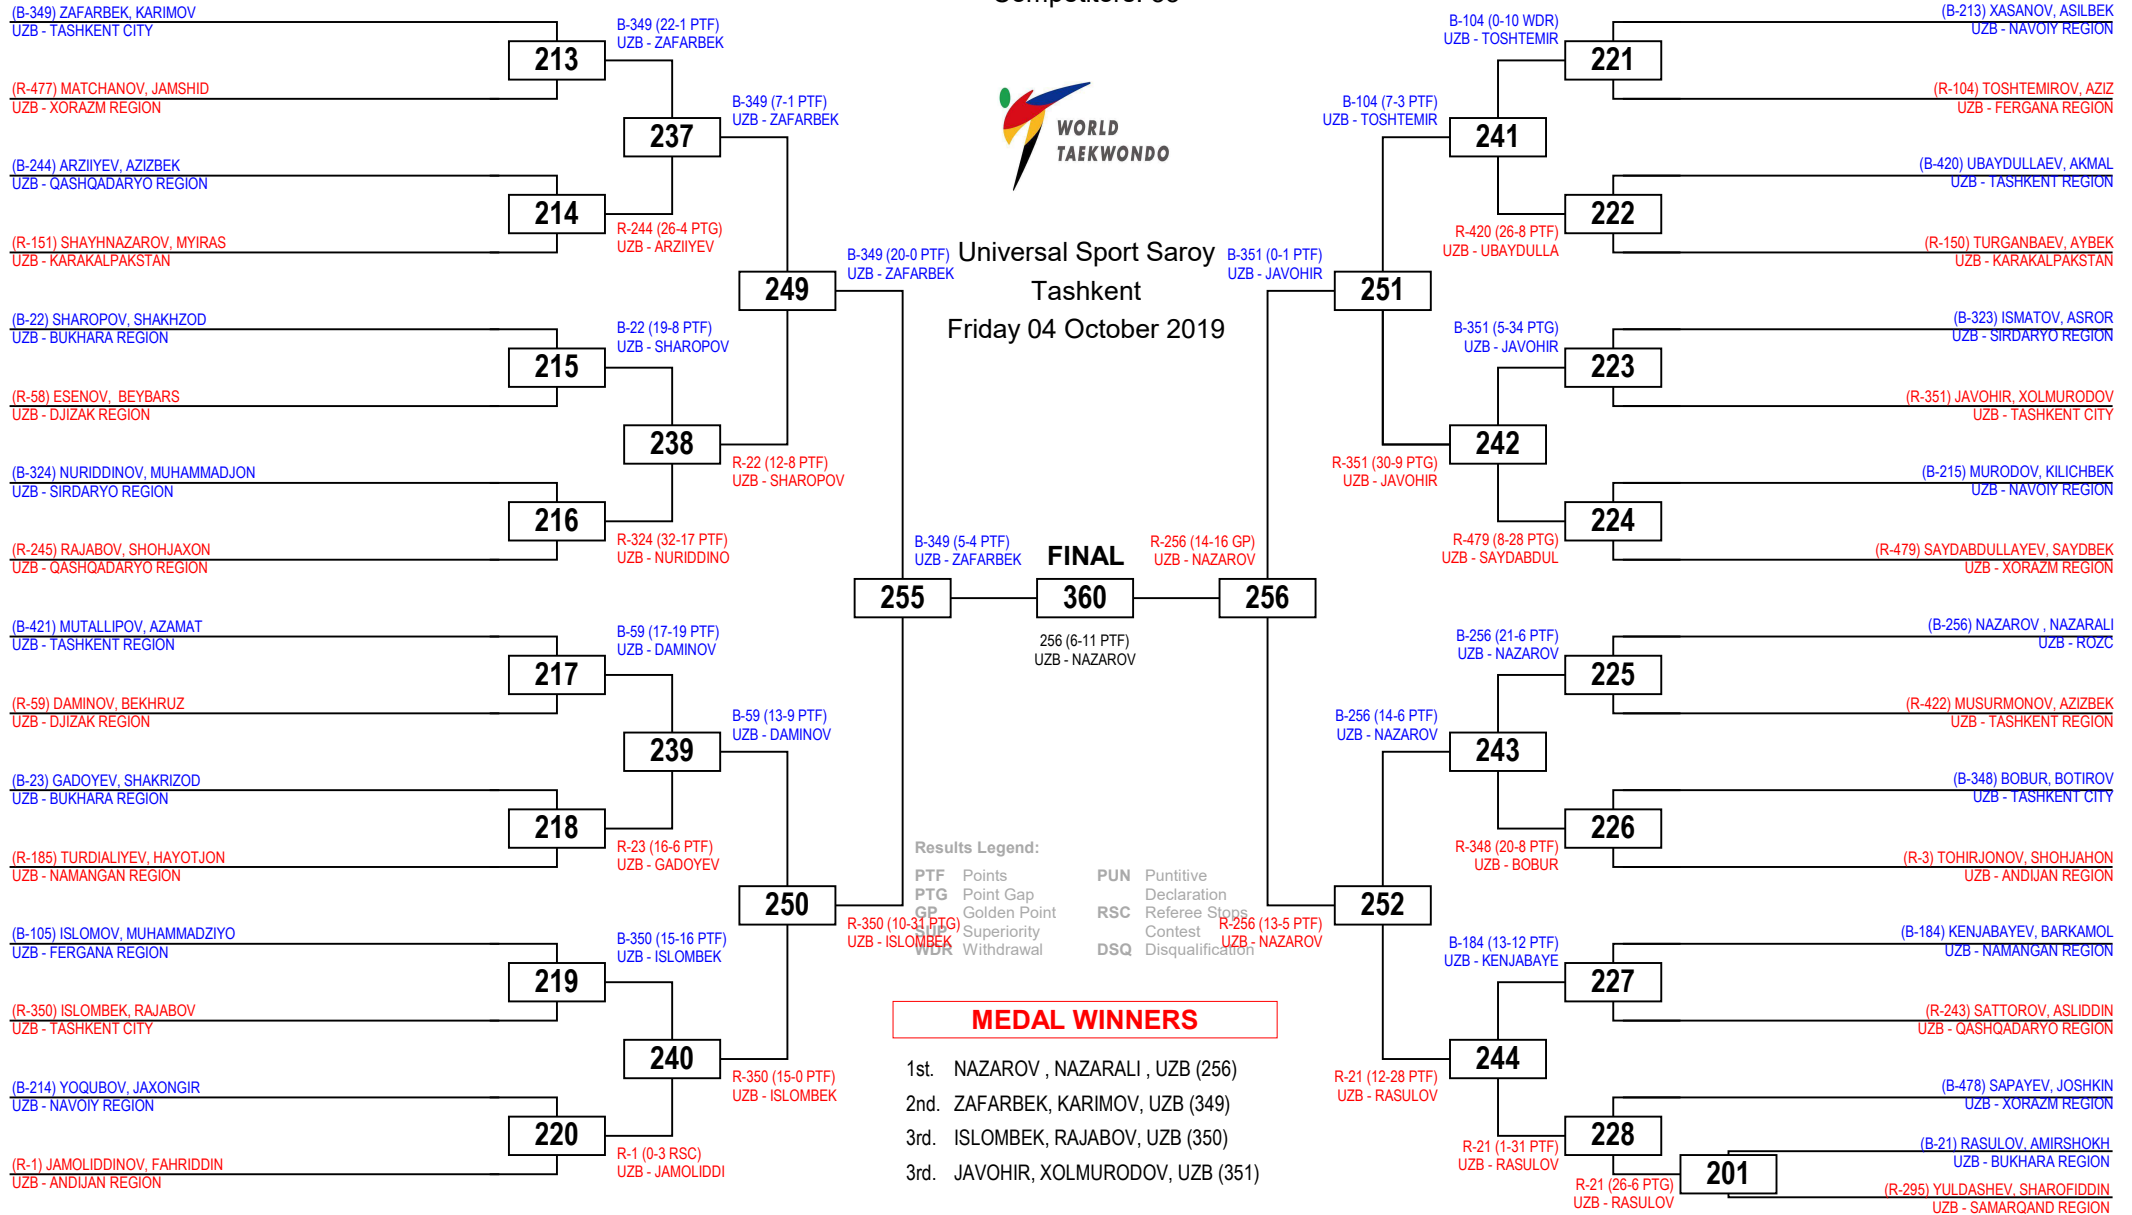 (B-349) ZAFARBEK, KARIMOV
UZB - TASHKENT CITY
(R-477) MATCHANOV, JAMSHID
UZB - XORAZM REGION
(B-244) ARZIIYEV, AZIZBEK
UZB - QASHQADARYO REGION
(R-151) SHAYHNAZAROV, MYIRAS
UZB - KARAKALPAKSTAN
(B-22) SHAROPOV, SHAKHZOD
UZB - BUKHARA REGION
(R-58) ESENOV, BEYBARS
UZB - DJIZAK REGION
(B-324) NURIDDINOV, MUHAMMADJON
UZB - SIRDARYO REGION
(R-245) RAJABOV, SHOHJAXON
UZB - QASHQADARYO REGION
(B-421) MUTALLIPOV, AZAMAT
UZB - TASHKENT REGION
(R-59) DAMINOV, BEKHRUZ
UZB - DJIZAK REGION
(B-23) GADOYEV, SHAKRIZOD
UZB - BUKHARA REGION
(R-185) TURDIALIYEV, HAYOTJON
UZB - NAMANGAN REGION
(B-105) ISLOMOV, MUHAMMADZIYO
UZB - FERGANA REGION
(R-350) ISLOMBEK, RAJABOV
UZB - TASHKENT CITY
(B-214) YOQUBOV, JAXONGIR
UZB - NAVOIY REGION
(R-1) JAMOLIDDINOV, FAHRIDDIN
UZB - ANDIJAN REGION
213
214
215
216
217
218
219
220
B-349 (22-1 PTF)
UZB - ZAFARBEK
R-244 (26-4 PTG)
UZB - ARZIIYEV
B-22 (19-8 PTF)
UZB - SHAROPOV
R-324 (32-17 PTF)
UZB - NURIDDINO
B-59 (17-19 PTF)
UZB - DAMINOV
R-23 (16-6 PTF)
UZB - GADOYEV
B-350 (15-16 PTF)
UZB - ISLOMBEK
R-1 (0-3 RSC)
UZB - JAMOLIDDI
237
238
239
240
B-349 (7-1 PTF)
UZB - ZAFARBEK
R-22 (12-8 PTF)
UZB - SHAROPOV
B-59 (13-9 PTF)
UZB - DAMINOV
R-350 (15-0 PTF)
UZB - ISLOMBEK
249
250
B-349 (20-0 PTF)
UZB - ZAFARBEK
R-350 (10-31 PTG)
UZB - ISLOMBEK
255
B-349 (5-4 PTF)
UZB - ZAFARBEK
WORLD
TAEKWONDO
Universal Sport Saroy
Tashkent
Friday 04 October 2019
FINAL
360
256 (6-11 PTF)
UZB - NAZAROV
Results Legend:
PTF Points
PTG Point Gap
GP Golden Point
SUP Superiority
WDR Withdrawal
PUN Puntitive
Declaration
RSC Referee Stops
Contest
DSQ Disqualification
MEDAL WINNERS
1st. NAZAROV , NAZARALI , UZB (256)
2nd. ZAFARBEK, KARIMOV, UZB (349)
3rd. ISLOMBEK, RAJABOV, UZB (350)
3rd. JAVOHIR, XOLMURODOV, UZB (351)
R-256 (14-16 GP)
UZB - NAZAROV
256
B-351 (0-1 PTF)
UZB - JAVOHIR
R-256 (13-5 PTF)
UZB - NAZAROV
251
252
B-104 (7-3 PTF)
UZB - TOSHTEMIR
R-351 (30-9 PTG)
UZB - JAVOHIR
B-256 (14-6 PTF)
UZB - NAZAROV
R-21 (12-28 PTF)
UZB - RASULOV
241
242
243
244
B-104 (0-10 WDR)
UZB - TOSHTEMIR
R-420 (26-8 PTF)
UZB - UBAYDULLA
B-351 (5-34 PTG)
UZB - JAVOHIR
R-479 (8-28 PTG)
UZB - SAYDABDUL
B-256 (21-6 PTF)
UZB - NAZAROV
R-348 (20-8 PTF)
UZB - BOBUR
B-184 (13-12 PTF)
UZB - KENJABAYE
R-21 (1-31 PTF)
UZB - RASULOV
221
222
223
224
225
226
227
228
R-21 (26-6 PTG)
UZB - RASULOV
201
(B-213) XASANOV, ASILBEK
UZB - NAVOIY REGION
(R-104) TOSHTEMIROV, AZIZ
UZB - FERGANA REGION
(B-420) UBAYDULLAEV, AKMAL
UZB - TASHKENT REGION
(R-150) TURGANBAEV, AYBEK
UZB - KARAKALPAKSTAN
(B-323) ISMATOV, ASROR
UZB - SIRDARYO REGION
(R-351) JAVOHIR, XOLMURODOV
UZB - TASHKENT CITY
(B-215) MURODOV, KILICHBEK
UZB - NAVOIY REGION
(R-479) SAYDABDULLAYEV, SAYDBEK
UZB - XORAZM REGION
(B-256) NAZAROV , NAZARALI
UZB - ROZC
(R-422) MUSURMONOV, AZIZBEK
UZB - TASHKENT REGION
(B-348) BOBUR, BOTIROV
UZB - TASHKENT CITY
(R-3) TOHIRJONOV, SHOHJAHON
UZB - ANDIJAN REGION
(B-184) KENJABAYEV, BARKAMOL
UZB - NAMANGAN REGION
(R-243) SATTOROV, ASLIDDIN
UZB - QASHQADARYO REGION
(B-478) SAPAYEV, JOSHKIN
UZB - XORAZM REGION
(B-21) RASULOV, AMIRSHOKH
UZB - BUKHARA REGION
(R-295) YULDASHEV, SHAROFIDDIN
UZB - SAMARQAND REGION